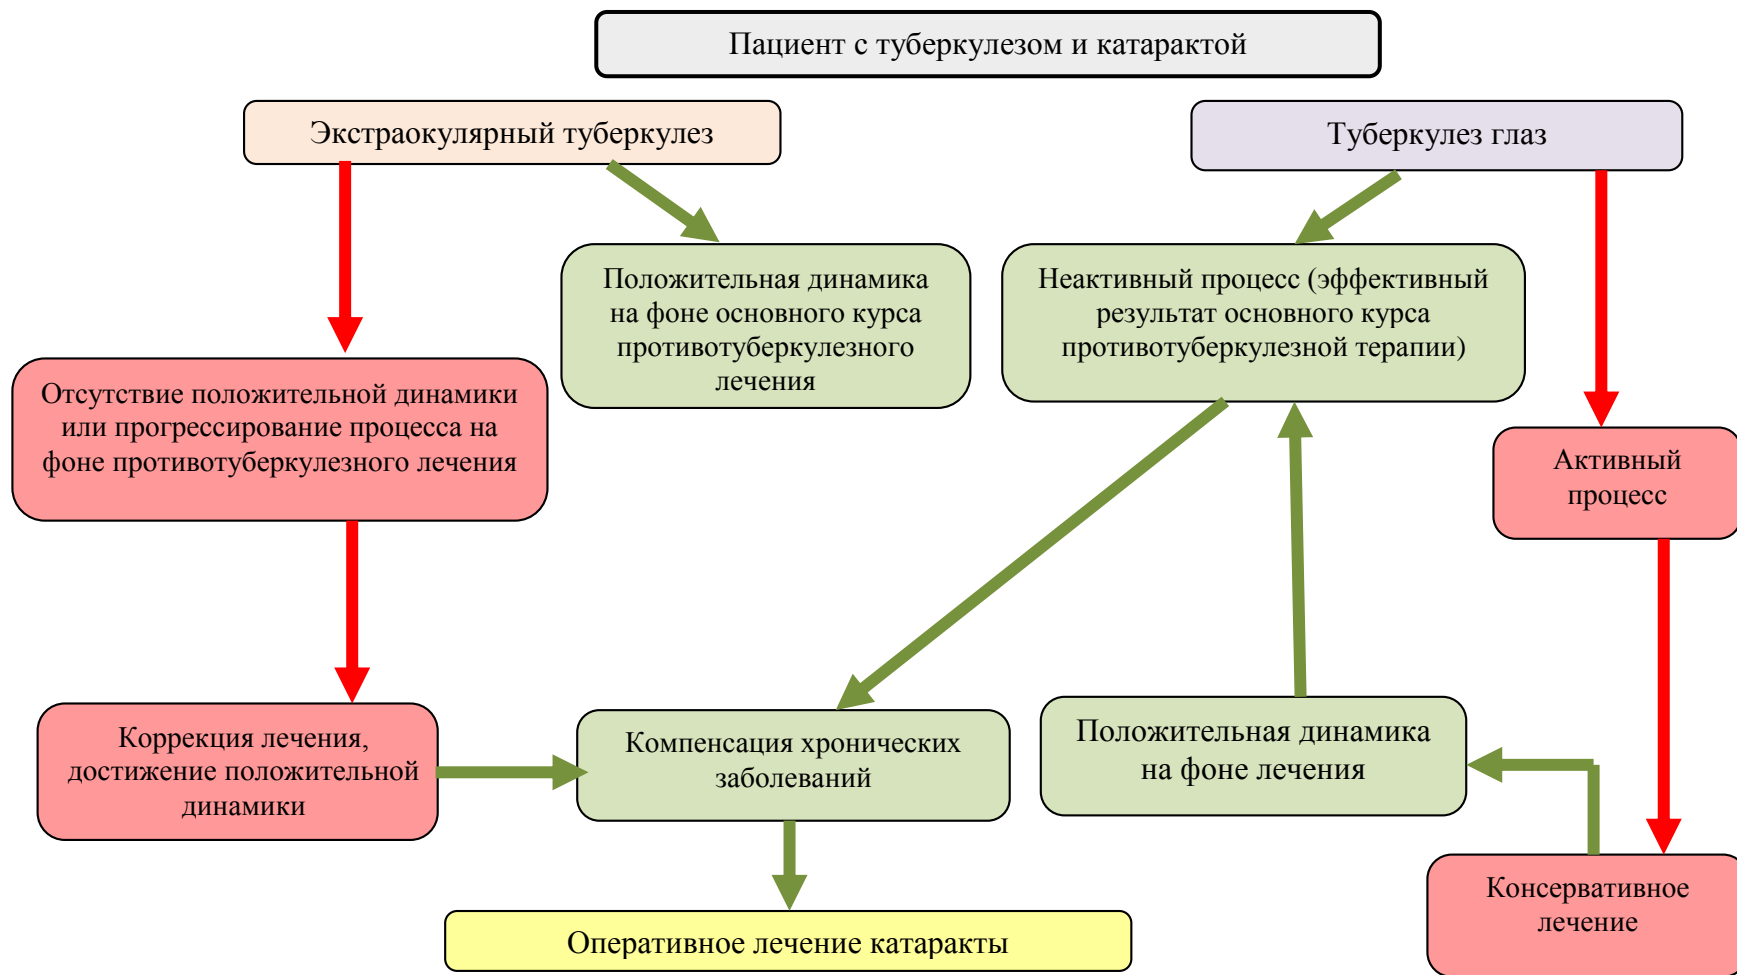 Пациент с туберкулезом и катарактой
Экстраокулярный туберкулез
Туберкулез глаз
Положительная динамика
на фоне основного курса
противотуберкулезного
лечения
Неактивный процесс (эффективный
результат основного курса
противотуберкулезной терапии)
Отсутствие положительной динамики
или прогрессирование процесса на
фоне противотуберкулезного лечения
Активный
процесс
Коррекция лечения,
достижение положительной
динамики
Компенсация хронических
заболеваний
Положительная динамика
на фоне лечения
Консервативное
лечение
Оперативное лечение катаракты